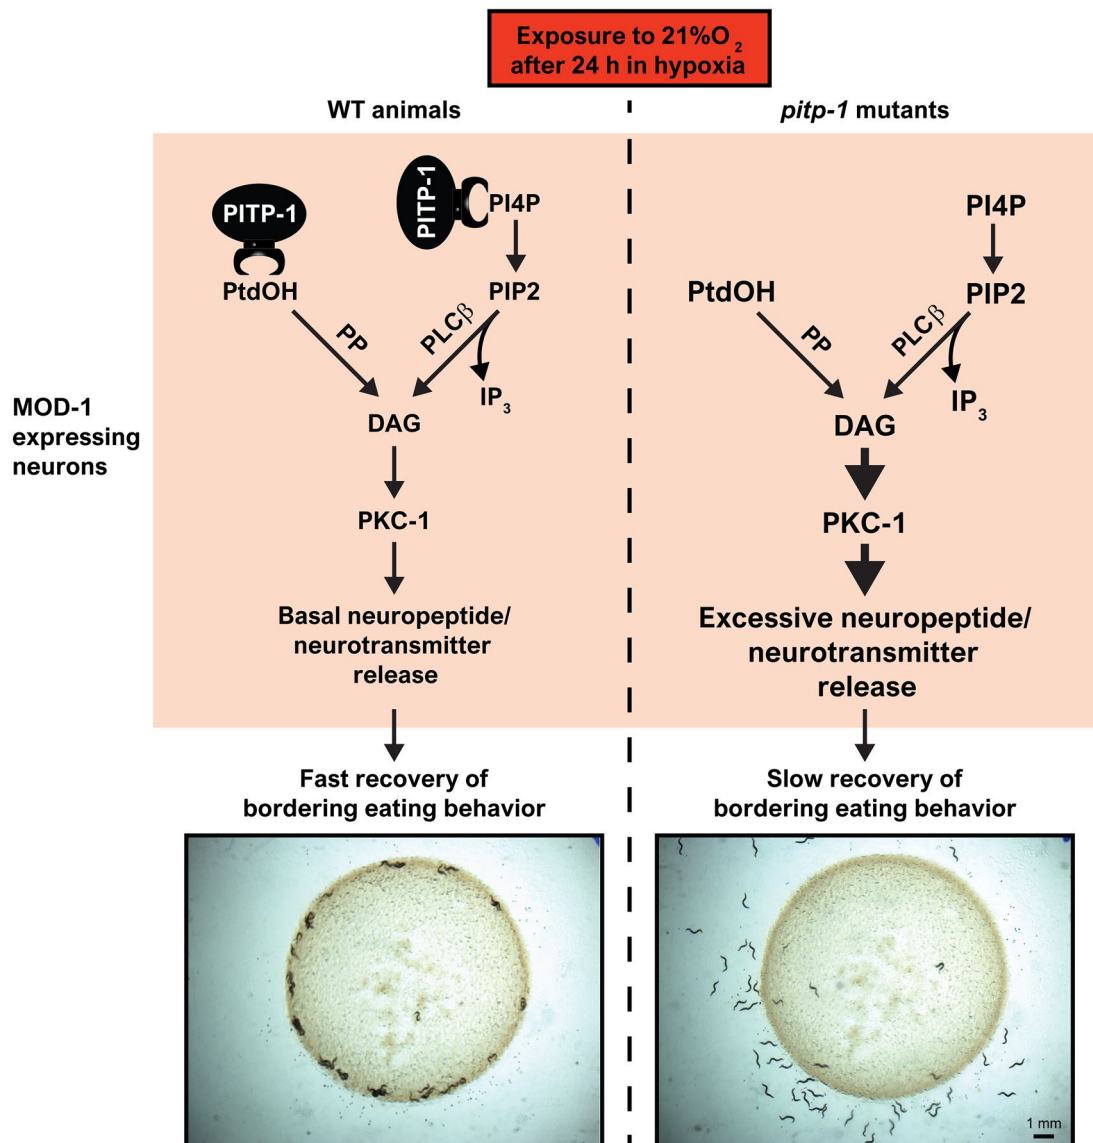 Exposure to 21%O2
after 24 h in hypoxia
WT animals
pitp-1 mutants
MOD-1
expressing
neurons
PITP-1
PITP-1
PI4P
PtdOH
PIP2
PP
PLCβ
IP3
DAG
PKC-1
Basal neuropeptide/
neurotransmitter
release
Fast recovery of
bordering eating behavior
PI4P
PtdOH
PIP2
PP
PLCβ
IP3
DAG
PKC-1
Excessive neuropeptide/
neurotransmitter
release
Slow recovery of
bordering eating behavior
1 mm